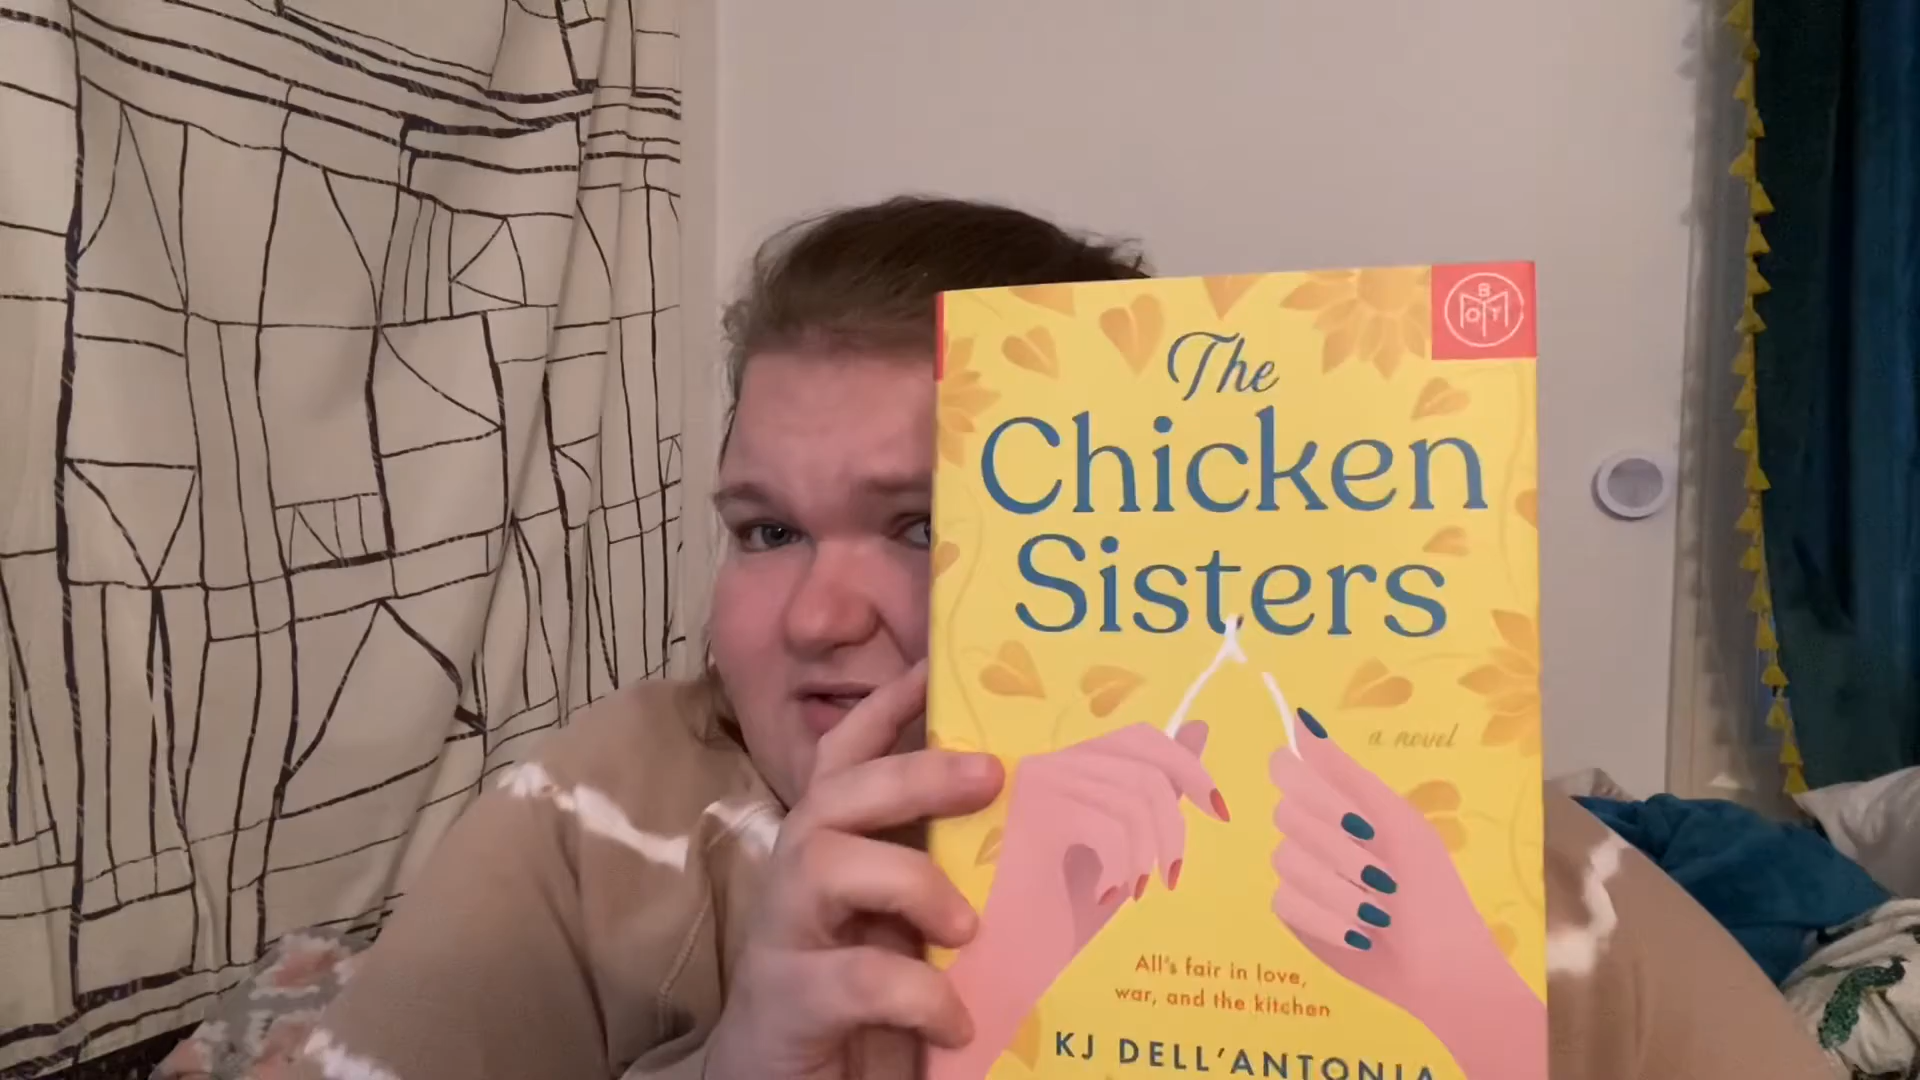 The
Chicken
Sisters
a novel
All's fair in love,
war, and the kitchen
KJ DELL'ANTONIA
BOTM